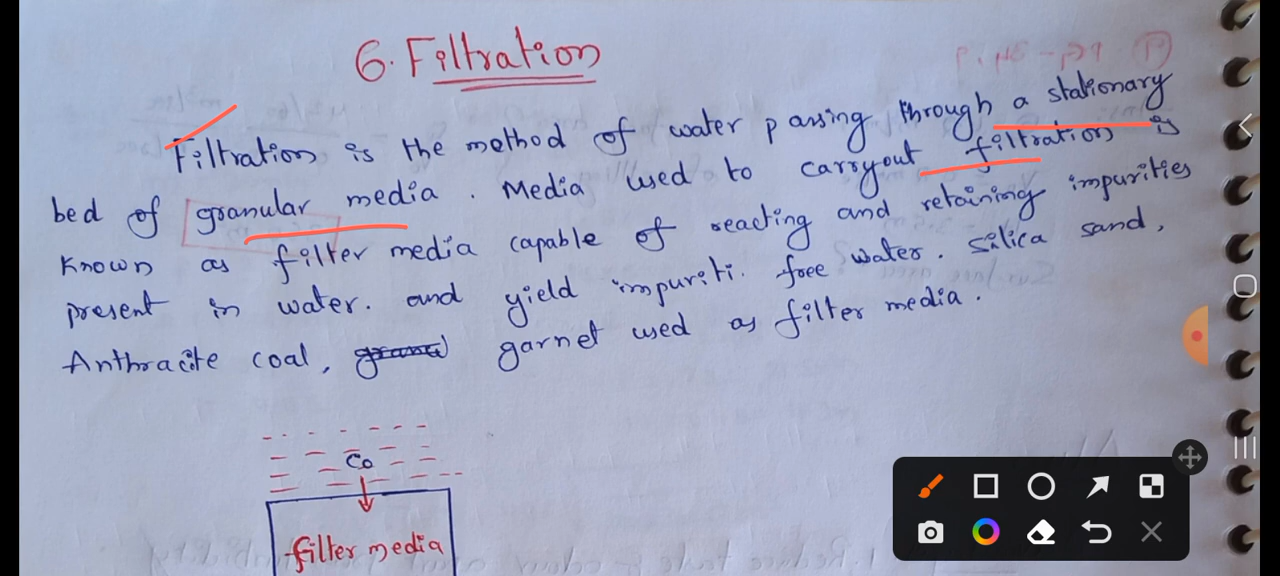 6. Filtration
Filtration is the method of water passing through a stationary
bed of granular media. Media used to carryout filtration is
known as filter media capable of reacting and retaining impurities
present in water. and yield impuriti. free water. Silica sand,
Anthracite coal, garnet used as filter media.
Co
filter media